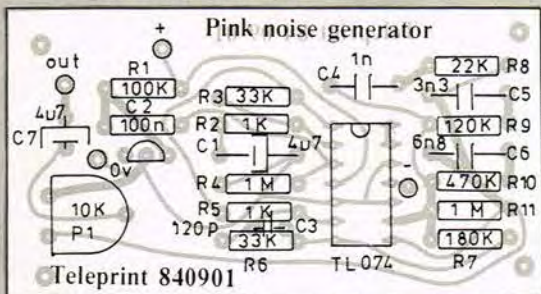 Pink noise generator
+
out
R1
100K
C2
100n
4u7
C7
0v
10K
P1
R3 33K
R2 1K
C1 4u7
R4 1M
R5 1K
120p C3
33K
R6
C4 1n
-
TL074
22K R8
3n3 C5
120K R9
6n8 C6
470K R10
1M R11
180K
R7
Teleprint 840901